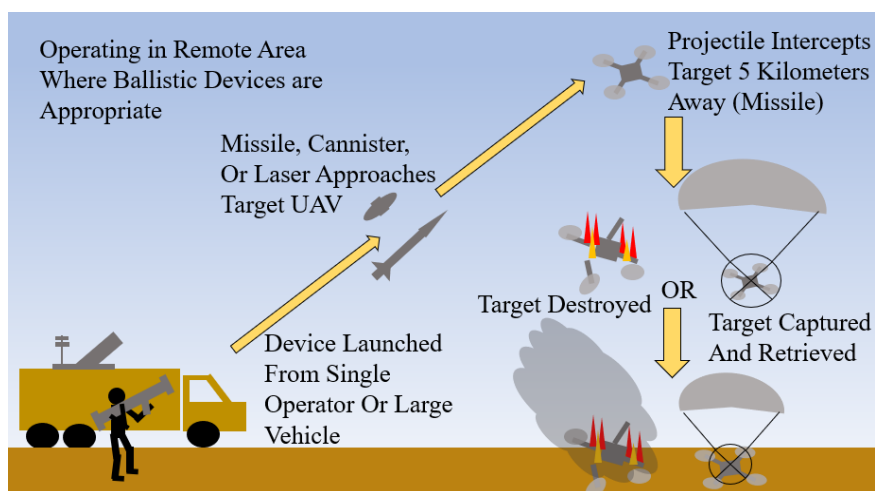 Operating in Remote Area
Where Ballistic Devices are
Appropriate
Missile, Cannister,
Or Laser Approaches
Target UAV
Projectile Intercepts
Target 5 Kilometers
Away (Missile)
Device Launched
From Single
Operator Or Large
Vehicle
Target Destroyed
OR
Target Captured
And Retrieved